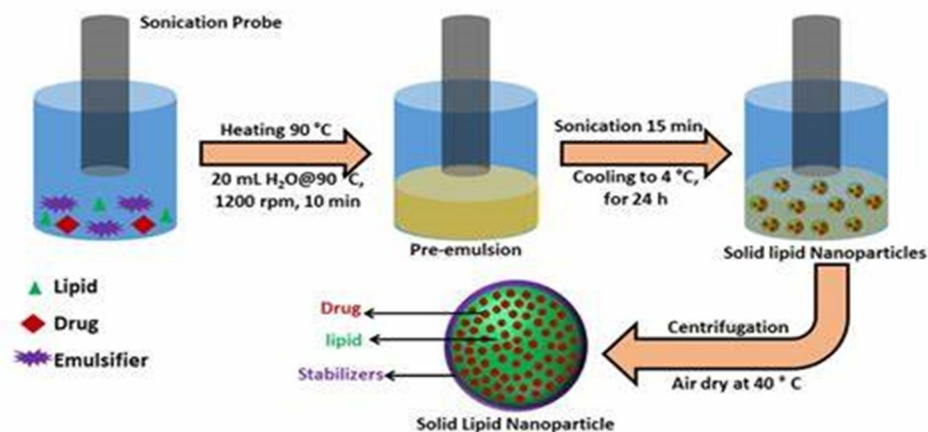 Sonication Probe
Heating 90 °C
20 mL H₂O@90 °C,
1200 rpm, 10 min
Sonication 15 min
Cooling to 4 °C,
for 24 h
Pre-emulsion
Solid lipid Nanoparticles
Lipid
Drug
Emulsifier
Drug
lipid
Stabilizers
Centrifugation
Air dry at 40 ° C
Solid Lipid Nanoparticle